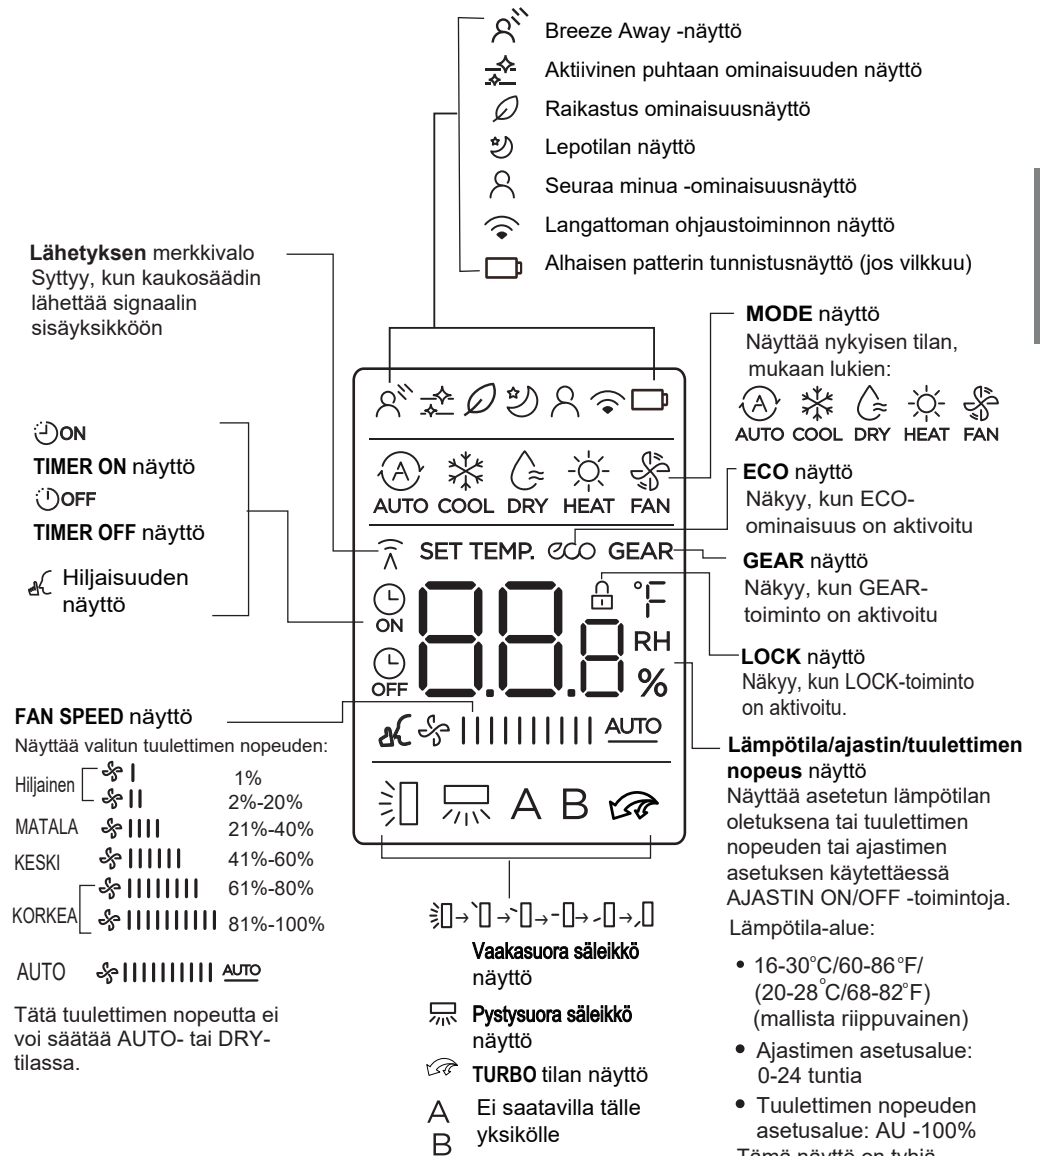 Breeze Away -näyttö
Aktiivinen puhtaan ominaisuuden näyttö
Raikastus ominaisuusnäyttö
Lepotilan näyttö
Seuraa minua -ominaisuusnäyttö
Langattoman ohjaustoiminnon näyttö
Alhaisen patterin tunnistusnäyttö (jos vilkkuu)
Lähetyksen merkkivalo
Syttyy, kun kaukosäädin
lähettää signaalin
sisäyksikköön
ON
TIMER ON näyttö
OFF
TIMER OFF näyttö
Hiljaisuuden
näyttö
MODE näyttö
Näyttää nykyisen tilan,
mukaan lukien:
AUTO COOL DRY HEAT FAN
ECO näyttö
Näkyy, kun ECO-
ominaisuus on aktivoitu
GEAR näyttö
Näkyy, kun GEAR-
toiminto on aktivoitu
LOCK näyttö
Näkyy, kun LOCK-toiminto
on aktivoitu.
AUTO COOL DRY HEAT FAN
SET TEMP. eco GEAR
ON
OFF
88.8
°F
RH
%
AUTO
A B
FAN SPEED näyttö
Näyttää valitun tuulettimen nopeuden:
Hiljainen
1%
2%-20%
MATALA 21%-40%
KESKI 41%-60%
61%-80%
KORKEA
81%-100%
AUTO AUTO
Tätä tuulettimen nopeutta ei
voi säätää AUTO- tai DRY-
tilassa.
Vaakasuora säleikkö
näyttö
Pystysuora säleikkö
näyttö
TURBO tilan näyttö
A
B
Ei saatavilla tälle
yksikölle
Lämpötila/ajastin/tuulettimen
nopeus näyttö
Näyttää asetetun lämpötilan
oletuksena tai tuulettimen
nopeuden tai ajastimen
asetuksen käytettäessä
AJASTIN ON/OFF -toimintoja.
Lämpötila-alue:
• 16-30°C/60-86°F/
(20-28°C/68-82°F)
(mallista riippuvainen)
• Ajastimen asetusalue:
0-24 tuntia
• Tuulettimen nopeuden
asetusalue: AU -100%
Tämä näyttö on tyhjä